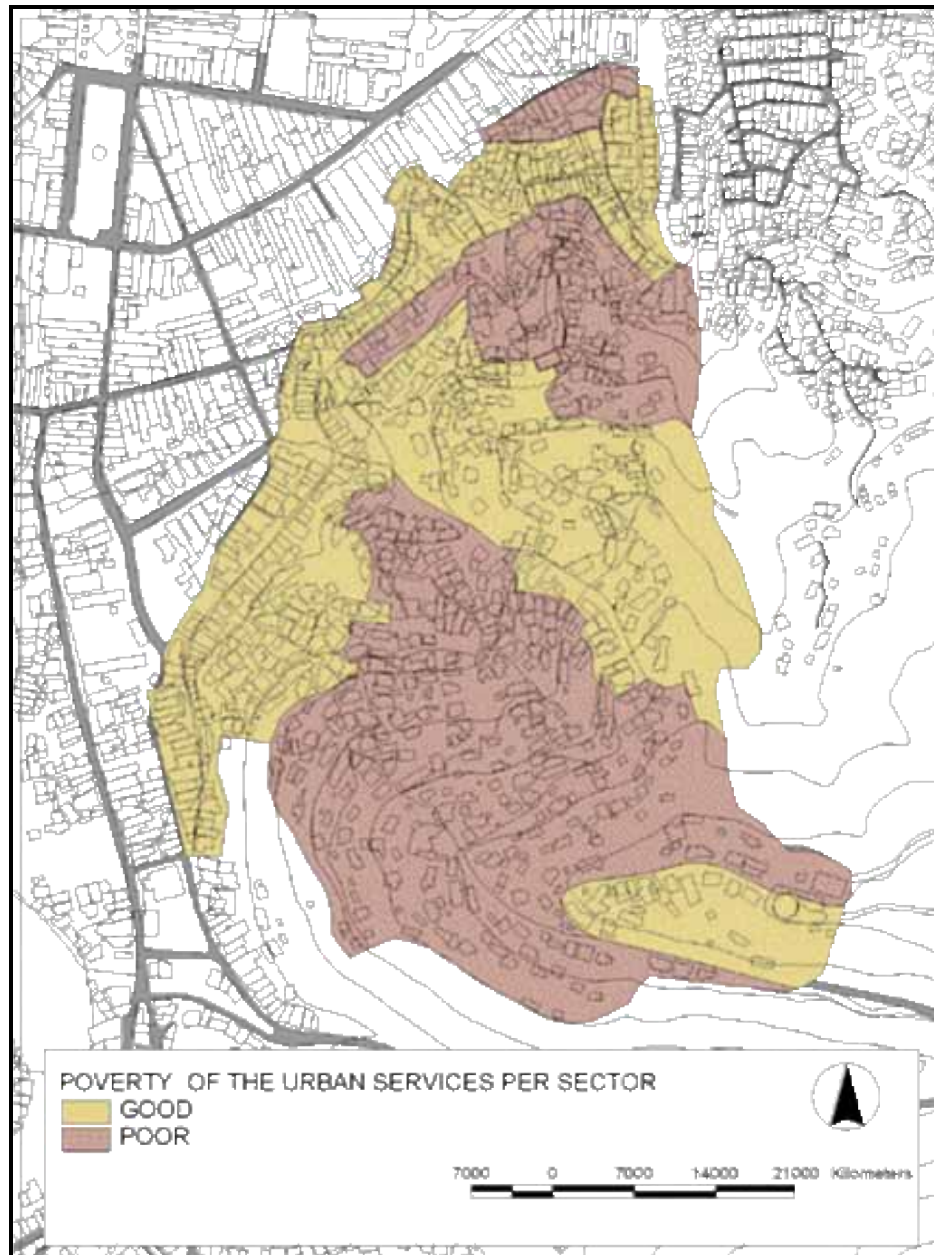 POVERTY OF THE URBAN SERVICES PER SECTOR
GOOD
POOR
7000 0 7000 14000 21000 Kilometers